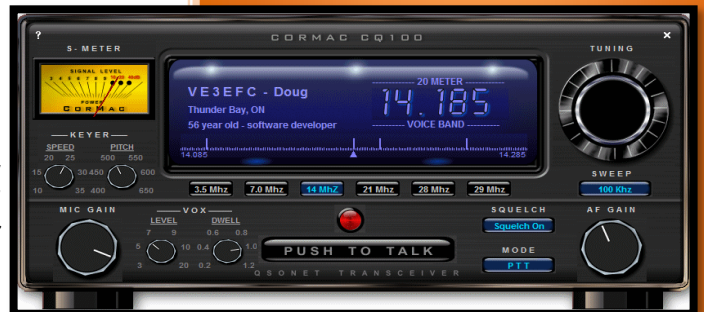 ?
CORMAC CQ100
×
S-METER
TUNING
SIGNAL LEVEL
POWER
CORMAC
VE3EFC - Doug
Thunder Bay, ON
56 year old - software developer
20 METER
14.185
VOICE BAND
14.085
14.285
KEYER
SPEED
PITCH
20 25
500 550
15
30
450
600
10
35
400
650
3.5 Mhz
7.0 Mhz
14 MhZ
21 Mhz
28 Mhz
29 Mhz
SWEEP
100 Khz
MIC GAIN
VOX
LEVEL
DWELL
7 9
0.6 0.8
5
10
0.4
1.0
3
20
0.2
1.2
PUSH TO TALK
QSONET TRANSCEIVER
SQUELCH
Squelch On
MODE
PTT
AF GAIN